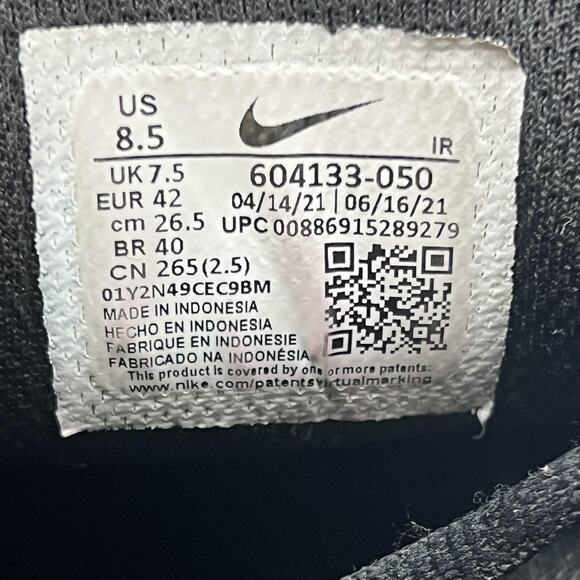 US
8.5
IR
UK 7.5
604133-050
EUR 42
04/14/21 | 06/16/21
cm 26.5
UPC 00886915289279
BR 40
CN 265(2.5)
01Y2N49CEC9BM
MADE IN INDONESIA
HECHO EN INDONESIA
FABRIQUE EN INDONESIE
FABRICADO NA INDONÉSIA
This product is covered by one or more patents:
www.nike.com/patentsvirtualmarking